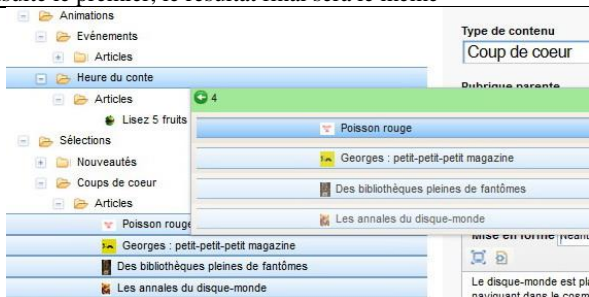 ensuite le premier, le résultat final sera le même
Animations
Evénements
Articles
Heure du conte
Articles
Lisez 5 fruits
Sélections
Nouveautés
Coups de coeur
Articles
Poisson rouge
Georges : petit-petit-petit magazine
Des bibliothèques pleines de fantômes
Les annales du disque-monde
4
Poisson rouge
Georges : petit-petit-petit magazine
Des bibliothèques pleines de fantômes
Les annales du disque-monde
Type de contenu
Coup de coeur
Rubrique parente
Mise en forme
Le disque-monde est pla
naviguant dans le cosm